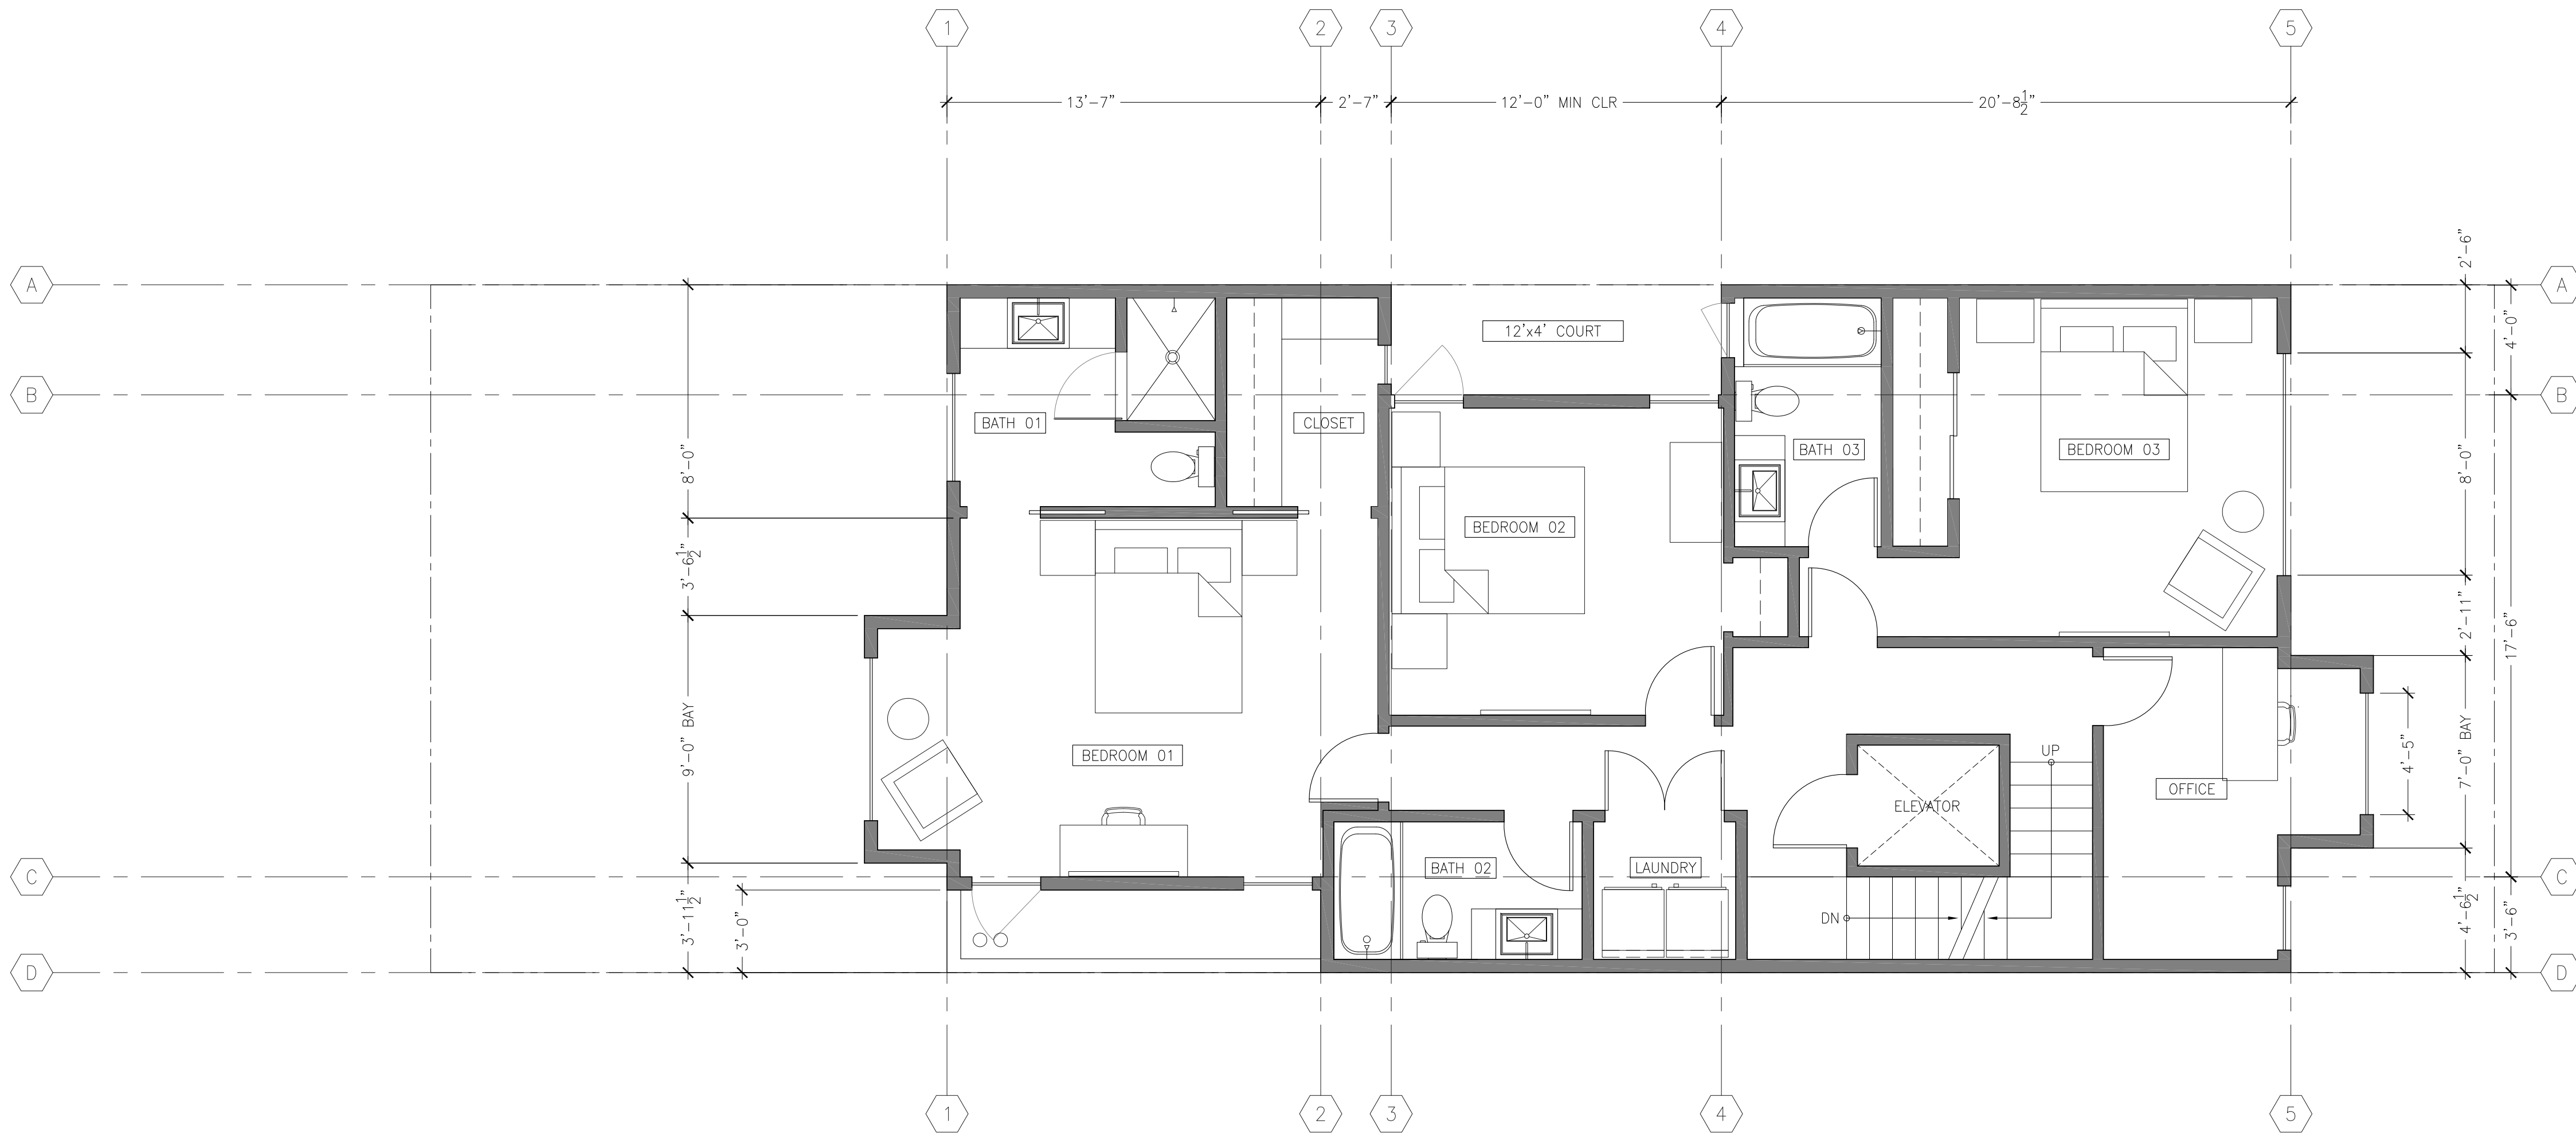 1 2 3 4 5
13'-7" 2'-7" 12'-0" MIN CLR 20'-8½"
2'-6"
A A
4'-0"
12'x4' COURT
B B
BATH 01 CLOSET BATH 03 BEDROOM 03
8'-0" 8'-0"
BEDROOM 02
3'-6½" 2'-11"
17'-6"
9'-0" BAY BEDROOM 01 UP 7'-0" BAY 4'-5"
ELEVATOR OFFICE
C BATH 02 LAUNDRY C
3'-11½" 3'-0" DN 4'-6½" 3'-6"
D D
1 2 3 4 5